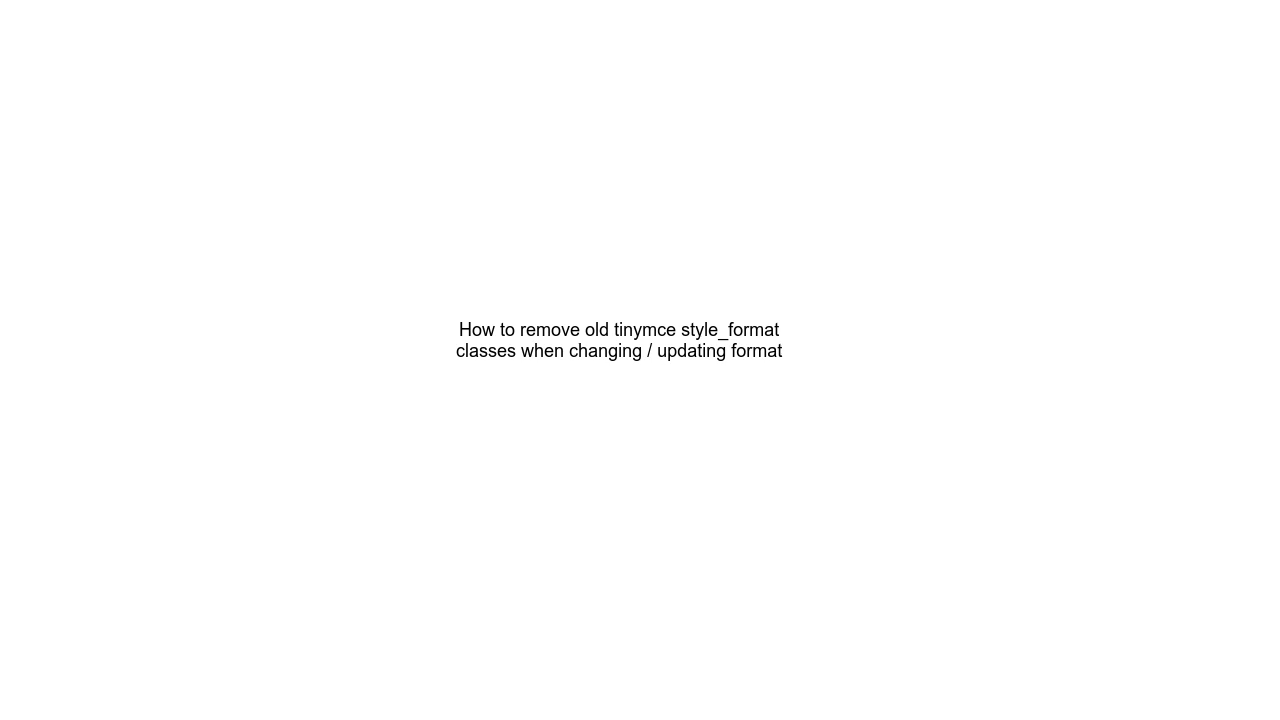 How to remove old tinymce style_format
classes when changing / updating format